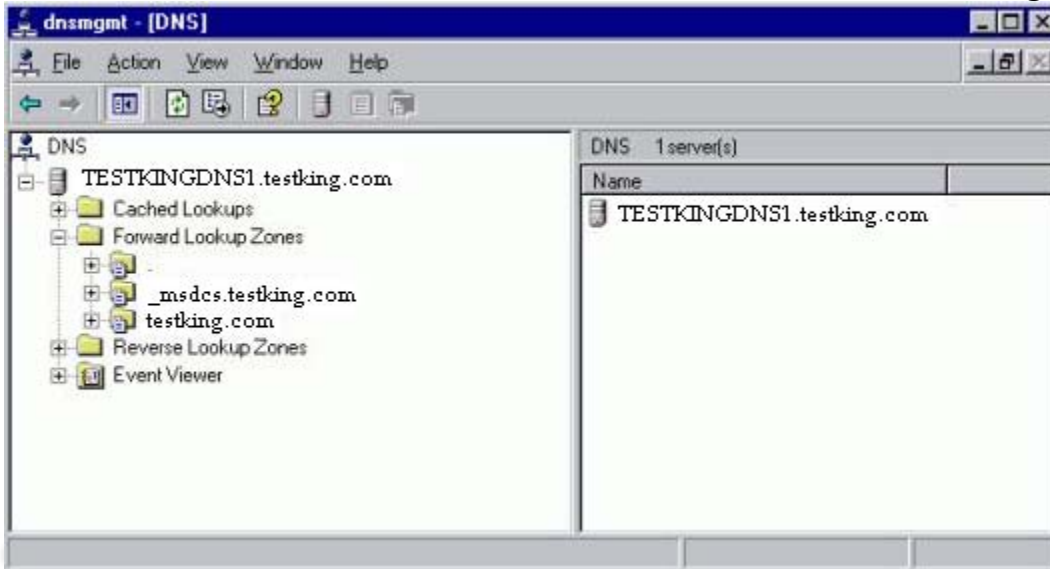 dnsmgmt - [DNS]
File Action View Window Help
DNS
TESTKINGDNS1.testking.com
Cached Lookups
Forward Lookup Zones
.
_msdcs.testking.com
testking.com
Reverse Lookup Zones
Event Viewer
DNS 1 server(s)
Name
TESTKINGDNS1.testking.com